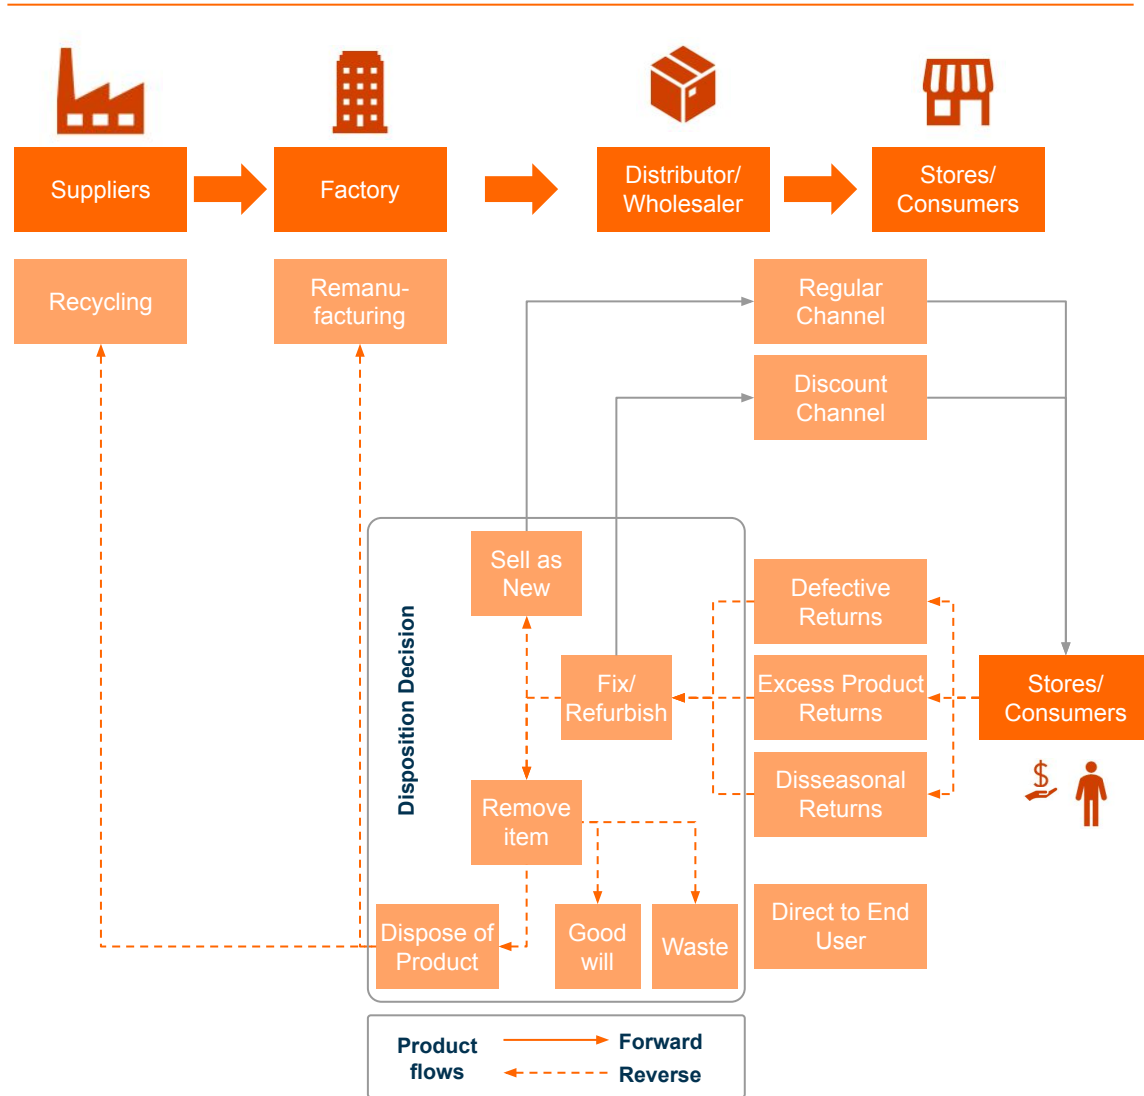 Suppliers
Factory
Distributor/
Wholesaler
Stores/
Consumers
Recycling
Remanu-
facturing
Regular
Channel
Discount
Channel
Disposition Decision
Sell as
New
Defective
Returns
Fix/
Refurbish
Excess Product
Returns
Stores/
Consumers
$
Remove
item
Disseasonal
Returns
Dispose of
Product
Good
will
Waste
Direct to End
User
Product
flows
Forward
Reverse